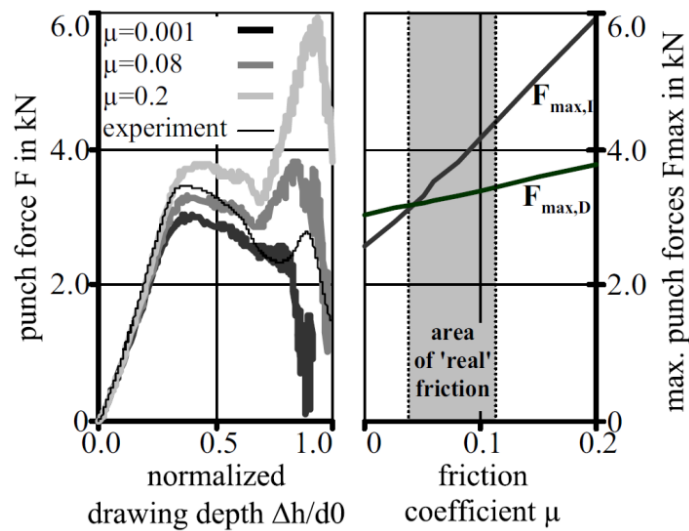 6.0
4.0
2.0
0
punch force F in kN
μ=0.001
μ=0.08
μ=0.2
experiment
0.0
0.5
1.0
normalized
drawing depth Δh/d0
F max,I
F max,D
area
of 'real'
friction
0
0.1
0.2
friction
coefficient μ
6.0
4.0
2.0
0
max. punch forces Fmax in kN